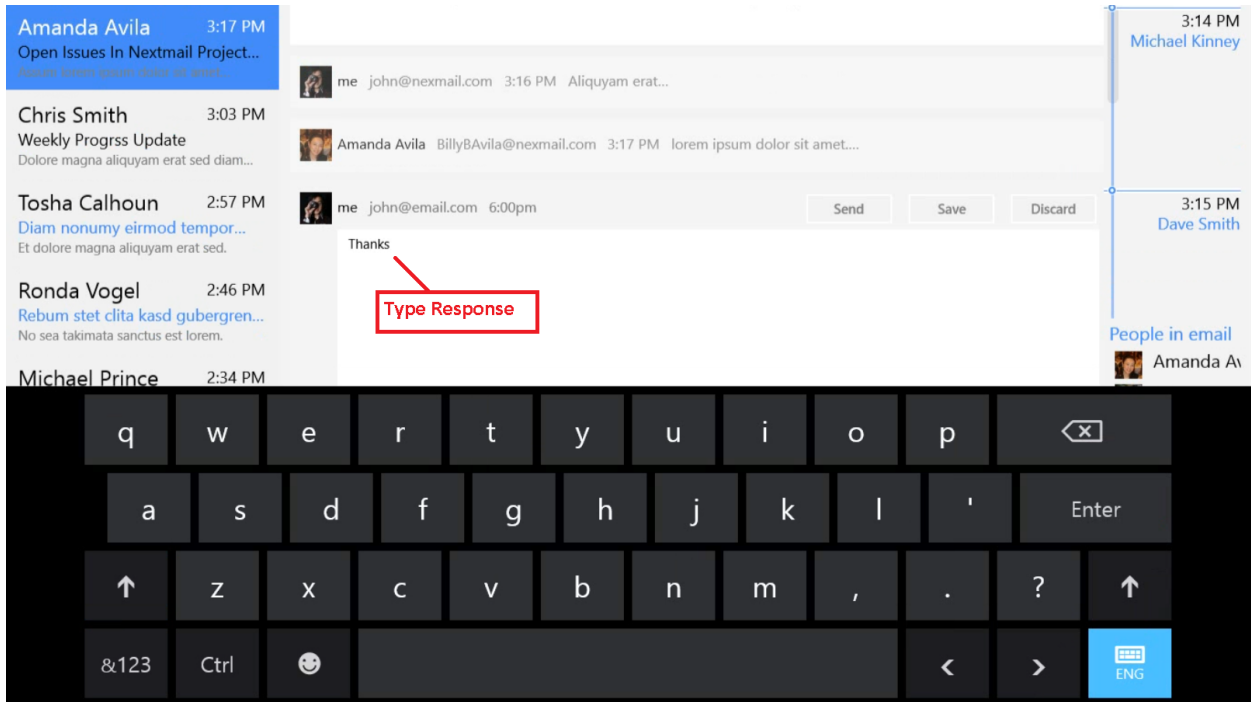 Amanda Avila 3:17 PM
Open Issues In Nextmail Project...
Chris Smith 3:03 PM
Weekly Progrss Update
Dolore magna aliquyam erat sed diam...
Tosha Calhoun 2:57 PM
Diam nonumy eirmod tempor...
Et dolore magna aliquyam erat sed.
Ronda Vogel 2:46 PM
Rebum stet clita kasd gubergren...
No sea takimata sanctus est lorem.
Michael Prince 2:34 PM
me john@nexmail.com 3:16 PM Aliquyam erat...
Amanda Avila BillyBAvila@nexmail.com 3:17 PM lorem ipsum dolor sit amet....
me john@email.com 6:00pm Send Save Discard
Thanks
Type Response
3:14 PM
Michael Kinney
3:15 PM
Dave Smith
People in email
Amanda Av
q w e r t y u i o p
a s d f g h j k l ' Enter
z x c v b n m , . ?
&123 Ctrl < > ENG